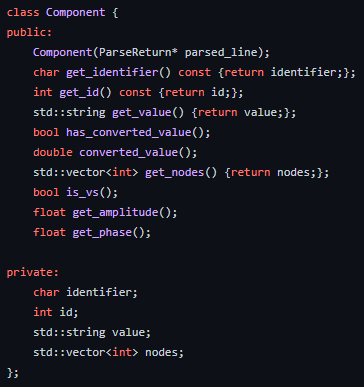 class Component {
public:
    Component(ParseReturn* parsed_line);
    char get_identifier() const {return identifier;};
    int get_id() const {return id;};
    std::string get_value() {return value;};
    bool has_converted_value();
    double converted_value();
    std::vector<int> get_nodes() {return nodes;};
    bool is_vs();
    float get_amplitude();
    float get_phase();
private:
    char identifier;
    int id;
    std::string value;
    std::vector<int> nodes;
};